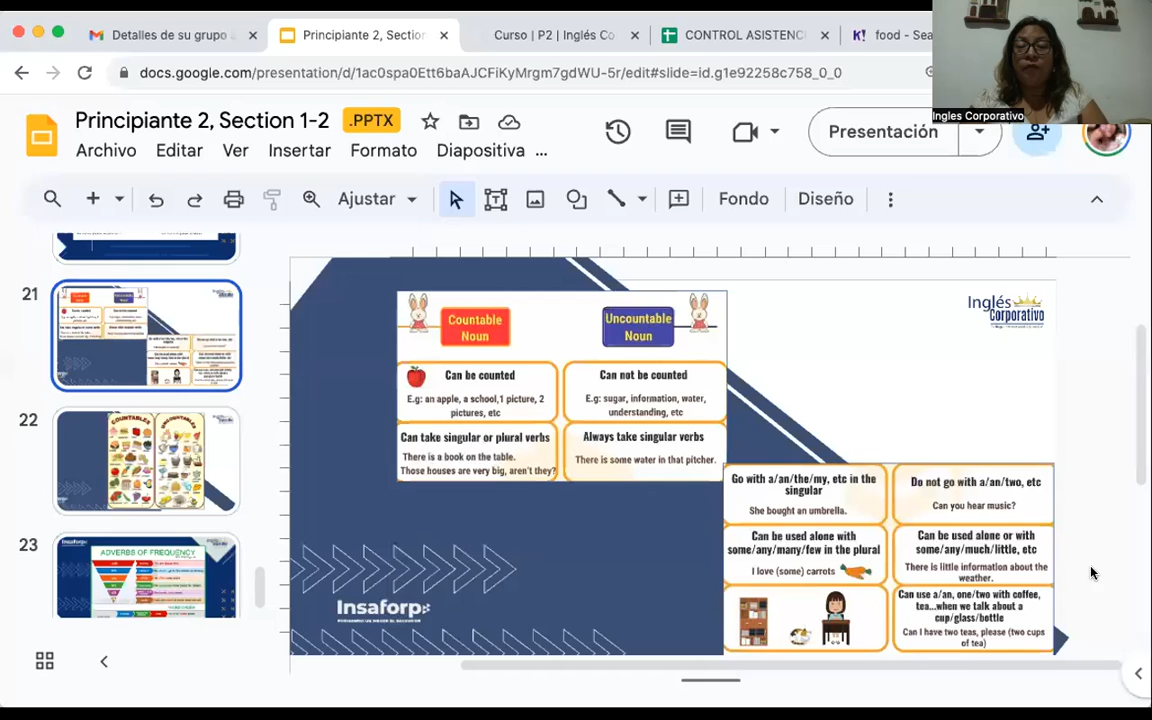 Detalles de su grupo
Principiante 2, Section
Curso | P2 | Inglés Co
CONTROL ASISTENC
food - Sea
docs.google.com/presentation/d/1ac0spa0Ett6baAJCFiKyMrgm7gdWU-5r/edit#slide=id.g1e92258c758_0_0
Ingles Corporativo
Principiante 2, Section 1-2
.PPTX
Archivo Editar Ver Insertar Formato Diapositiva ...
Presentación
Ajustar
Fondo
Diseño
21
22
23
COUNTABLES
UNCOUNTABLES
Insaforp
ADVERBS OF FREQUENCY
Countable
Noun
Uncountable
Noun
Can be counted
E.g: an apple, a school,1 picture, 2
pictures, etc
Can not be counted
E.g: sugar, information, water,
understanding, etc
Can take singular or plural verbs
There is a book on the table.
Those houses are very big, aren't they?
Always take singular verbs
There is some water in that pitcher.
Inglés
Corporativo
Go with a/an/the/my, etc in the
singular
She bought an umbrella.
Do not go with a/an/two, etc
Can you hear music?
Can be used alone with
some/any/many/few in the plural
I love (some) carrots
Can be used alone or with
some/any/much/little, etc
There is little information about the
weather.
Can use a/an, one/two with coffee,
tea...when we talk about a
cup/glass/bottle
Can I have two teas, please (two cups
of tea)
Insaforp